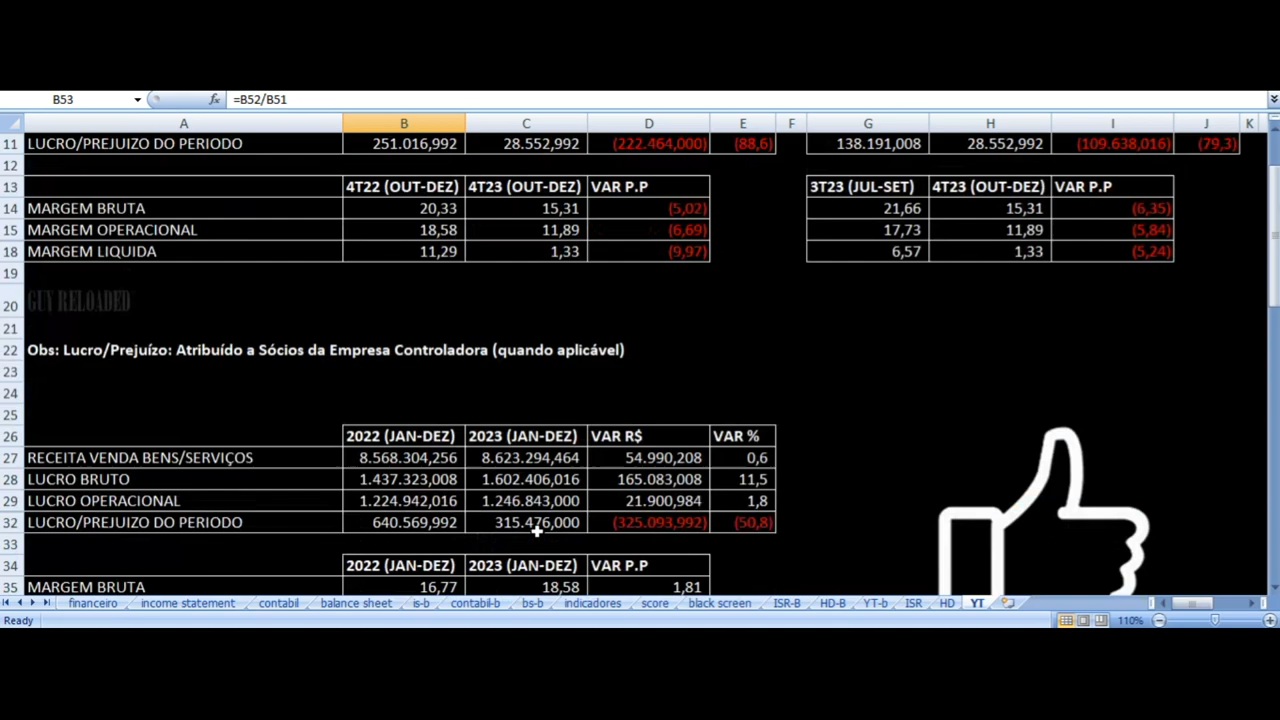 B53 fx =B52/B51
A B C D E F G H I J K
11 LUCRO/PREJUIZO DO PERIODO 251.016,992 28.552,992 (222.464,000) (88,6) 138.191,008 28.552,992 (109.638,016) (79,3)
12
13 4T22 (OUT-DEZ) 4T23 (OUT-DEZ) VAR P.P 3T23 (JUL-SET) 4T23 (OUT-DEZ) VAR P.P
14 MARGEM BRUTA 20,33 15,31 (5,02) 21,66 15,31 (6,35)
15 MARGEM OPERACIONAL 18,58 11,89 (6,69) 17,73 11,89 (5,84)
18 MARGEM LIQUIDA 11,29 1,33 (9,97) 6,57 1,33 (5,24)
19
20 GUY RELOADED
21
22 Obs: Lucro/Prejuízo: Atribuído a Sócios da Empresa Controladora (quando aplicável)
23
24
25
26 2022 (JAN-DEZ) 2023 (JAN-DEZ) VAR R$ VAR %
27 RECEITA VENDA BENS/SERVIÇOS 8.568.304,256 8.623.294,464 54.990,208 0,6
28 LUCRO BRUTO 1.437.323,008 1.602.406,016 165.083,008 11,5
29 LUCRO OPERACIONAL 1.224.942,016 1.246.843,000 21.900,984 1,8
32 LUCRO/PREJUIZO DO PERIODO 640.569,992 315.476,000 (325.093,992) (50,8)
33
34 2022 (JAN-DEZ) 2023 (JAN-DEZ) VAR P.P
35 MARGEM BRUTA 16,77 18,58 1,81
financeiro income statement contabil balance sheet is-b contabil-b bs-b indicadores score black screen ISR-B HD-B YT-b ISR HD YT
Ready 110%